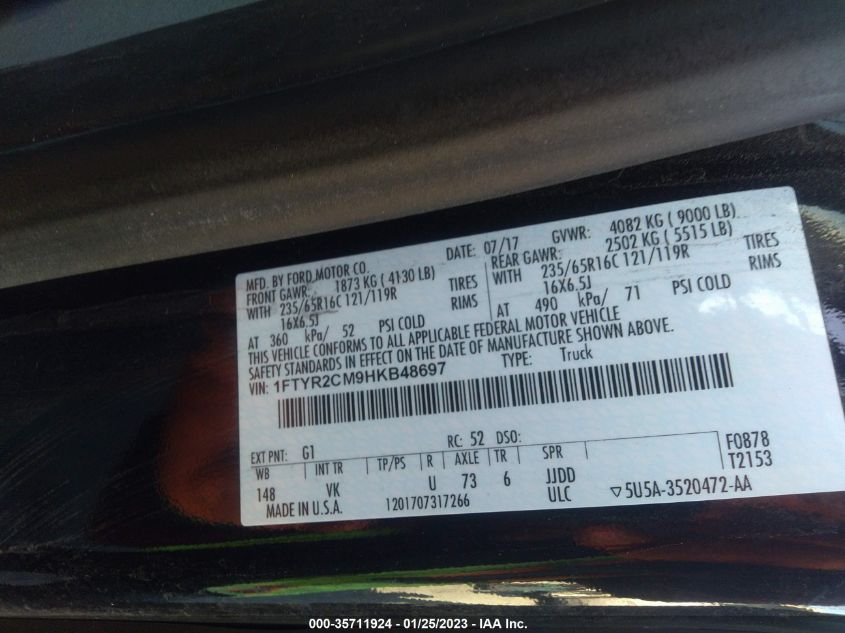 MFD. BY FORD MOTOR CO. DATE: 07/17 GVWR: 4082 KG ( 9000 LB)
FRONT GAWR: 1873 KG ( 4130 LB) REAR GAWR: 2502 KG ( 5515 LB)
WITH 235/65R16C 121/119R TIRES WITH 235/65R16C 121/119R TIRES
16X6.5J RIMS 16X6.5J RIMS
AT 360 kPa/ 52 PSI COLD AT 490 kPa/ 71 PSI COLD
THIS VEHICLE CONFORMS TO ALL APPLICABLE FEDERAL MOTOR VEHICLE
SAFETY STANDARDS IN EFFECT ON THE DATE OF MANUFACTURE SHOWN ABOVE.
VIN: 1FTYR2CM9HKB48697 TYPE: Truck
EXT PNT: G1 RC: 52 DSO: F0878
WB INT TR TP/PS R AXLE TR SPR T2153
148 VK U 73 6 JJDD
MADE IN U.S.A. 1201707317266 ULC ▽5U5A-3520472-AA
000-35711924 - 01/25/2023 - IAA Inc.